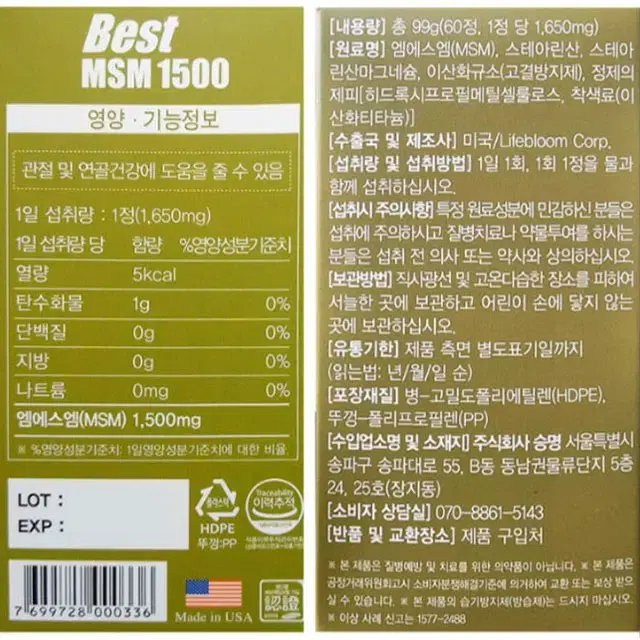 Best
MSM 1500
영양 · 기능정보
관절 및 연골건강에 도움을 줄 수 있음
1일 섭취량 : 1정(1,650mg)
1일 섭취량 당 함량 %영양성분기준치
열량 5kcal
탄수화물 1g 0%
단백질 0g 0%
지방 0g 0%
나트륨 0mg 0%
엠에스엠(MSM) 1,500mg
※ %영양성분기준치: 1일영양성분기준치에 대한 비율
LOT :
EXP :
플라스틱
HDPE
뚜껑:PP
Traceability
이력추적
7 699728 000336
Made in USA
認證
[내용량] 총 99g(60정, 1정 당 1,650mg)
[원료명] 엠에스엠(MSM), 스테아린산, 스테아
린산마그네슘, 이산화규소(고결방지제), 정제의
제피[히드록시프로필메틸셀룰로스, 착색료(이
산화티타늄)]
[수출국 및 제조사] 미국/Lifebloom Corp.
[섭취량 및 섭취방법] 1일 1회, 1회 1정을 물과
함께 섭취하십시오.
[섭취시 주의사항] 특정 원료성분에 민감하신 분들은
섭취에 주의하시고 질병치료나 약물투여를 하시는
분들은 섭취 전 의사 또는 약사와 상의하십시오.
[보관방법] 직사광선 및 고온다습한 장소를 피하여
서늘한 곳에 보관하고 어린이 손에 닿지 않는
곳에 보관하십시오.
[유통기한] 제품 측면 별도표기일까지
(읽는법: 년/월/일 순)
[포장재질] 병-고밀도폴리에틸렌(HDPE),
뚜껑-폴리프로필렌(PP)
[수입업소명 및 소재지] 주식회사 승명 서울특별시
송파구 송파대로 55, B동 동남권물류단지 5층
24, 25호(장지동)
[소비자 상담실] 070-8861-5143
[반품 및 교환장소] 제품 구입처
※ 본 제품은 질병예방 및 치료를 위한 의약품이 아닙니다. ※ 본 제품은
공정거래위원회고시 소비자분쟁해결기준에 의거하여 교환 또는 보상 받으
실 수 있습니다. ※ 본 제품의 습기방지제(방습제)는 드시지 마십시오.
※ 이상 사례 신고는 1577-2488